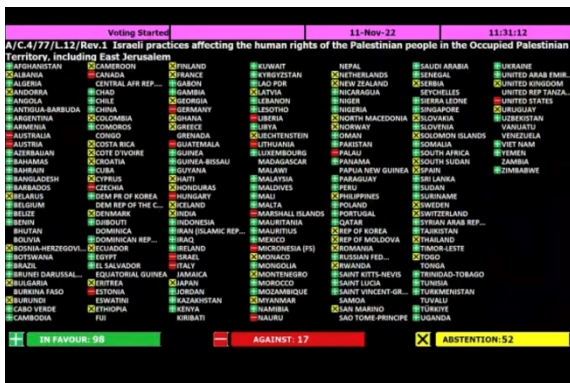 Voting Started 11-Nov-22 11:31:12
A/C.4/77/L.12/Rev.1 Israeli practices affecting the human rights of the Palestinian people in the Occupied Palestinian
Territory, including East Jerusalem
AFGHANISTAN
ALBANIA
ALGERIA
ANDORRA
ANGOLA
ANTIGUA-BARBUDA
ARGENTINA
ARMENIA
AUSTRALIA
AUSTRIA
AZERBAIJAN
BAHAMAS
BAHRAIN
BANGLADESH
BARBADOS
BELARUS
BELGIUM
BELIZE
BENIN
BHUTAN
BOLIVIA
BOSNIA-HERZEGOVI...
BOTSWANA
BRAZIL
BRUNEI DARUSSAL...
BULGARIA
BURKINA FASO
BURUNDI
CABO VERDE
CAMBODIA
CAMEROON
CANADA
CENTRAL AFR REP....
CHAD
CHILE
CHINA
COLOMBIA
COMOROS
CONGO
COSTA RICA
COTE D'IVOIRE
CROATIA
CUBA
CYPRUS
CZECHIA
DEM PR OF KOREA
DEM REP OF THE C...
DENMARK
DJIBOUTI
DOMINICA
DOMINICAN REP...
ECUADOR
EGYPT
EL SALVADOR
EQUATORIAL GUINEA
ERITREA
ESTONIA
ESWATINI
ETHIOPIA
FIJI
FINLAND
FRANCE
GABON
GAMBIA
GEORGIA
GERMANY
GHANA
GREECE
GRENADA
GUATEMALA
GUINEA
GUINEA-BISSAU
GUYANA
HAITI
HONDURAS
HUNGARY
ICELAND
INDIA
INDONESIA
IRAN (ISLAMIC REP...
IRAQ
IRELAND
ISRAEL
ITALY
JAMAICA
JAPAN
JORDAN
KAZAKHSTAN
KENYA
KIRIBATI
KUWAIT
KYRGYZSTAN
LAO PDR
LATVIA
LEBANON
LESOTHO
LIBERIA
LIBYA
LIECHTENSTEIN
LITHUANIA
LUXEMBOURG
MADAGASCAR
MALAWI
MALAYSIA
MALDIVES
MALI
MALTA
MARSHALL ISLANDS
MAURITANIA
MAURITIUS
MEXICO
MICRONESIA (FS)
MONACO
MONGOLIA
MONTENEGRO
MOROCCO
MOZAMBIQUE
MYANMAR
NAMIBIA
NAURU
NEPAL
NETHERLANDS
NEW ZEALAND
NICARAGUA
NIGER
NIGERIA
NORTH MACEDONIA
NORWAY
OMAN
PAKISTAN
PALAU
PANAMA
PAPUA NEW GUINEA
PARAGUAY
PERU
PHILIPPINES
POLAND
PORTUGAL
QATAR
REP OF KOREA
REP OF MOLDOVA
ROMANIA
RUSSIAN FED...
RWANDA
SAINT KITTS-NEVIS
SAINT LUCIA
SAINT VINCENT-GR...
SAMOA
SAN MARINO
SAO TOME-PRINCIPE
SAUDI ARABIA
SENEGAL
SERBIA
SEYCHELLES
SIERRA LEONE
SINGAPORE
SLOVAKIA
SLOVENIA
SOLOMON ISLANDS
SOMALIA
SOUTH AFRICA
SOUTH SUDAN
SPAIN
SRI LANKA
SUDAN
SURINAME
SWEDEN
SWITZERLAND
SYRIAN ARAB REP...
TAJIKISTAN
THAILAND
TIMOR-LESTE
TOGO
TONGA
TRINIDAD-TOBAGO
TUNISIA
TURKMENISTAN
TUVALU
TÜRKİYE
UGANDA
UKRAINE
UNITED ARAB EMIR..
UNITED KINGDOM
UNITED REP TANZA..
UNITED STATES
URUGUAY
UZBEKISTAN
VANUATU
VENEZUELA
VIET NAM
YEMEN
ZAMBIA
ZIMBABWE
IN FAVOUR: 98 AGAINST: 17 ABSTENTION:52